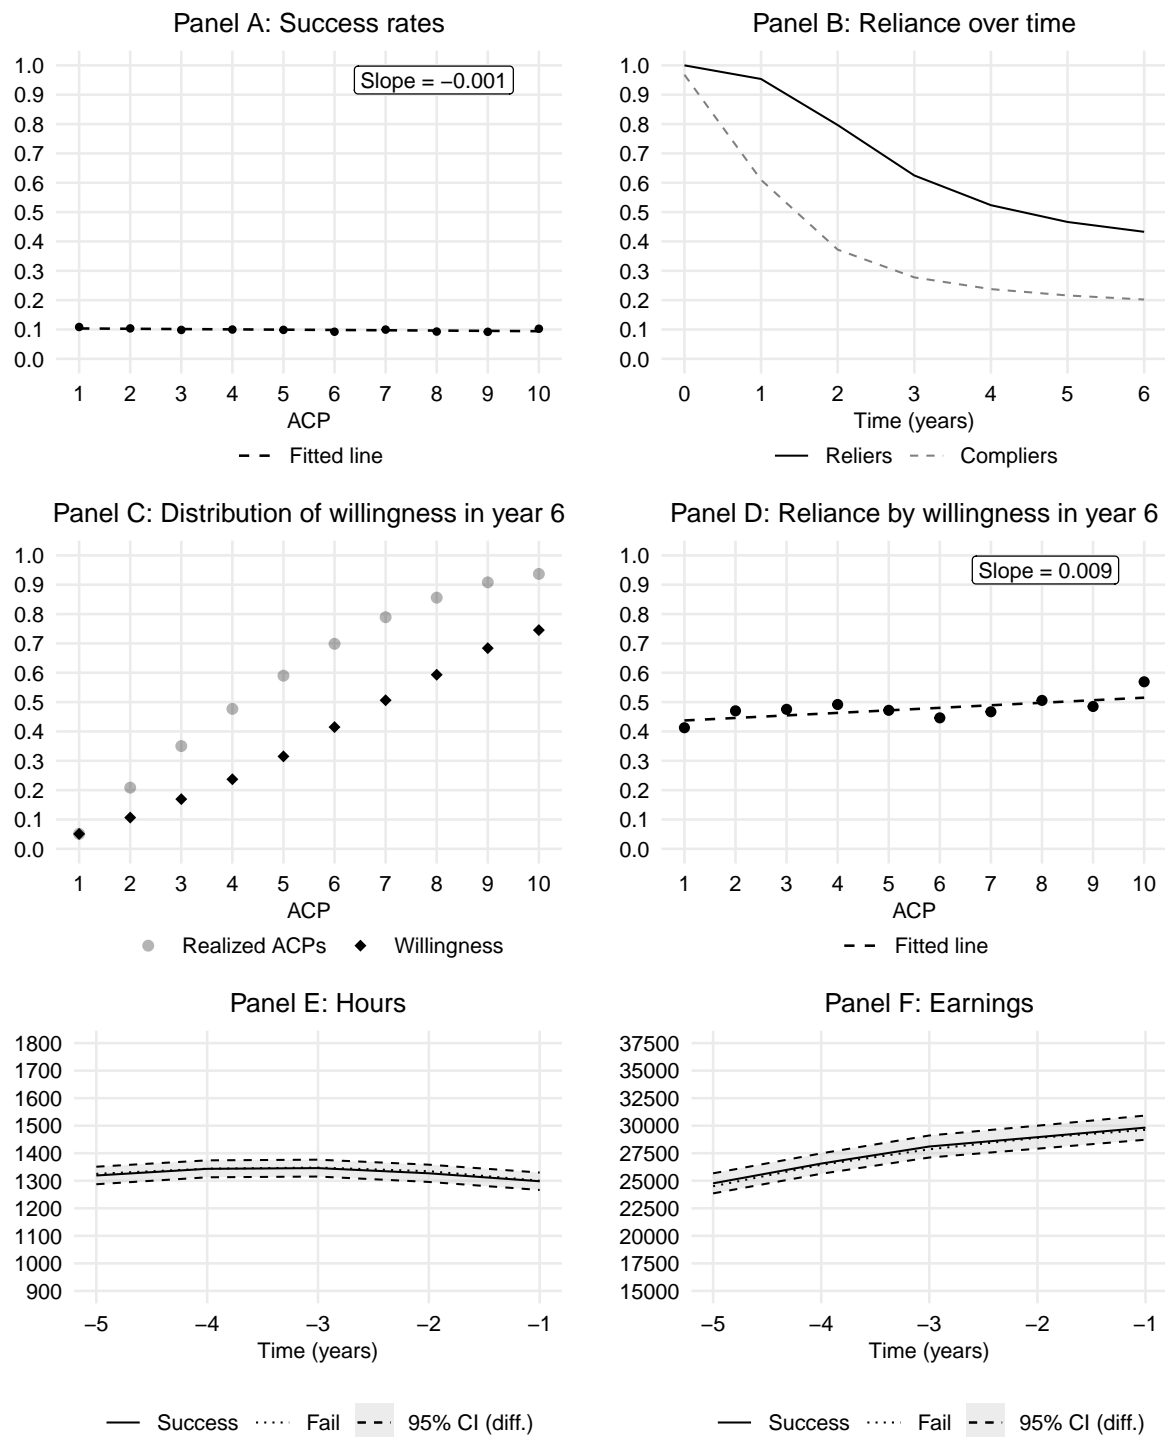 Panel A: Success rates
1.0
0.9
0.8
0.7
0.6
0.5
0.4
0.3
0.2
0.1
0.0
Slope = −0.001
1 2 3 4 5 6 7 8 9 10
ACP
Fitted line
Panel B: Reliance over time
1.0
0.9
0.8
0.7
0.6
0.5
0.4
0.3
0.2
0.1
0.0
0 1 2 3 4 5 6
Time (years)
Reliers Compliers
Panel C: Distribution of willingness in year 6
1.0
0.9
0.8
0.7
0.6
0.5
0.4
0.3
0.2
0.1
0.0
1 2 3 4 5 6 7 8 9 10
ACP
Realized ACPs Willingness
Panel D: Reliance by willingness in year 6
1.0
0.9
0.8
0.7
0.6
0.5
0.4
0.3
0.2
0.1
0.0
Slope = 0.009
1 2 3 4 5 6 7 8 9 10
ACP
Fitted line
Panel E: Hours
1800
1700
1600
1500
1400
1300
1200
1100
1000
900
−5 −4 −3 −2 −1
Time (years)
Success Fail 95% CI (diff.)
Panel F: Earnings
37500
35000
32500
30000
27500
25000
22500
20000
17500
15000
−5 −4 −3 −2 −1
Time (years)
Success Fail 95% CI (diff.)